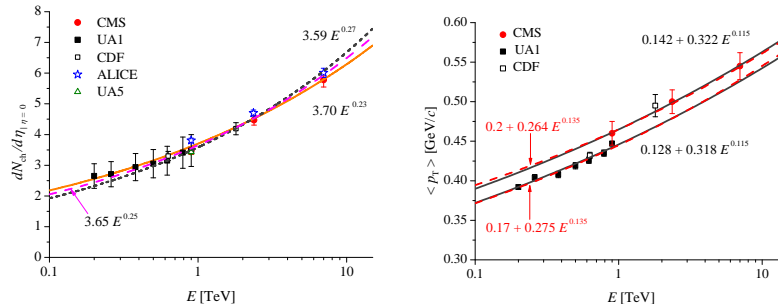 dN_ch/dη|_η = 0
8
7
6
5
4
3
2
1
0
0.1
1
10
E [TeV]
CMS
UA1
CDF
ALICE
UA5
3.59 E^0.27
3.70 E^0.23
3.65 E^0.25
< p_T > [GeV/c]
0.60
0.55
0.50
0.45
0.40
0.35
0.30
0.1
1
10
E [TeV]
CMS
UA1
CDF
0.142 + 0.322 E^0.115
0.2 + 0.264 E^0.135
0.128 + 0.318 E^0.115
0.17 + 0.275 E^0.135